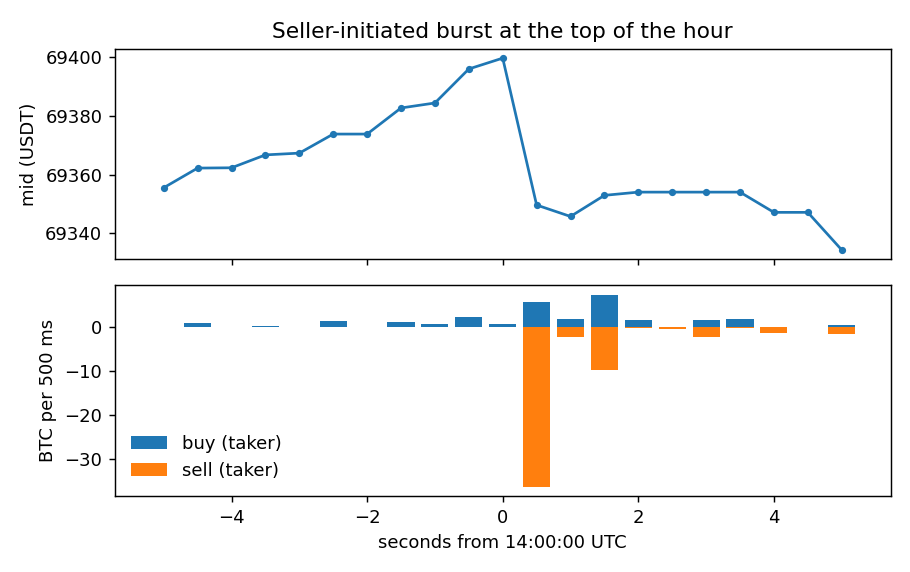 Seller-initiated burst at the top of the hour
69400
69380
69360
69340
mid (USDT)
0
−10
−20
−30
BTC per 500 ms
buy (taker)
sell (taker)
−4
−2
0
2
4
seconds from 14:00:00 UTC